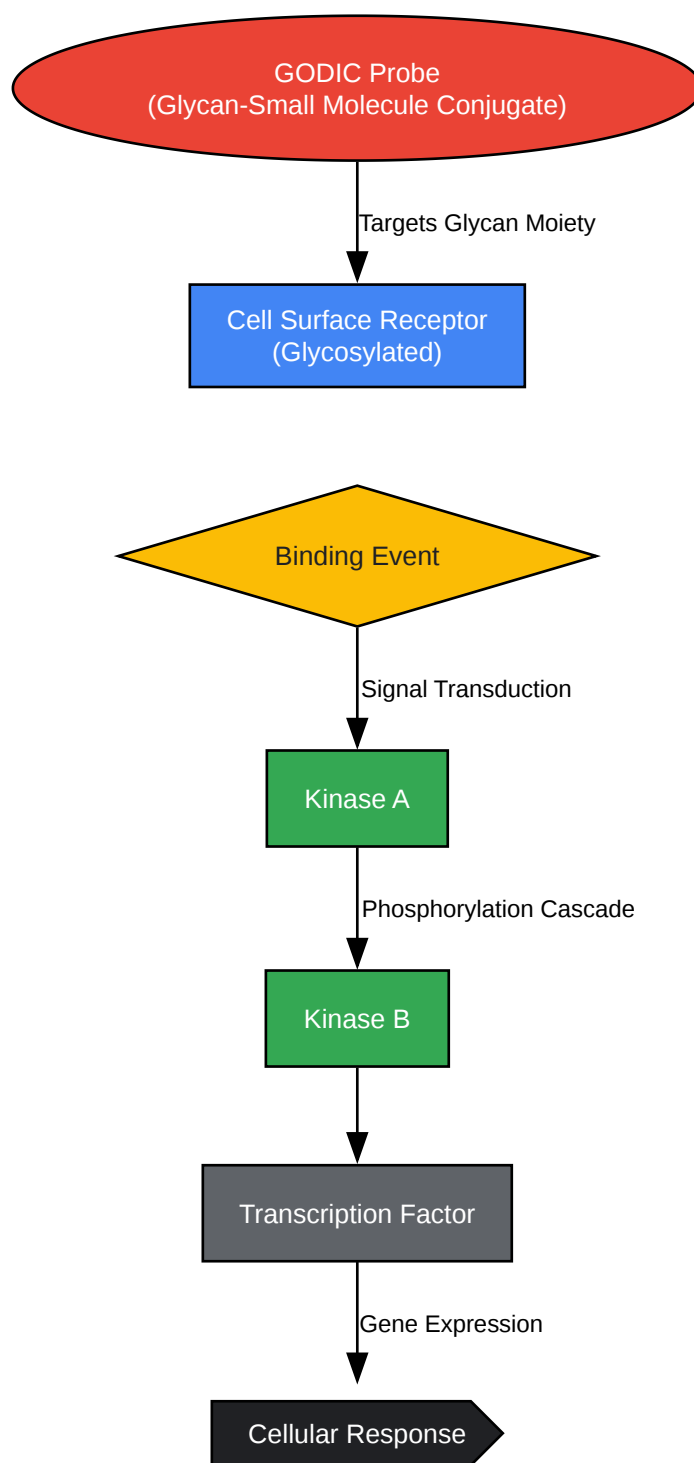 GODIC Probe
(Glycan-Small Molecule Conjugate)
Targets Glycan Moiety
Cell Surface Receptor
(Glycosylated)
Binding Event
Signal Transduction
Kinase A
Phosphorylation Cascade
Kinase B
Transcription Factor
Gene Expression
Cellular Response